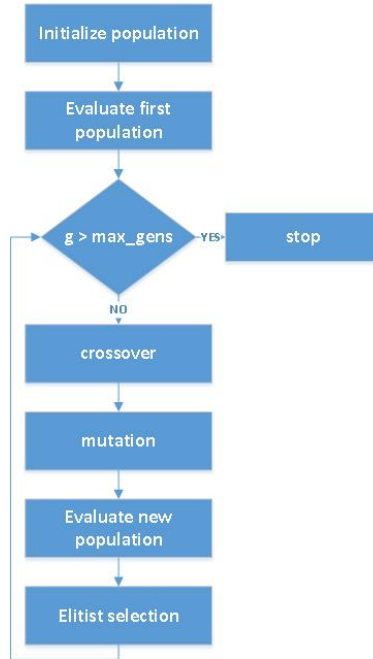 Initialize population
Evaluate first
population
g > max_gens
YES
stop
NO
crossover
mutation
Evaluate new
population
Elitist selection